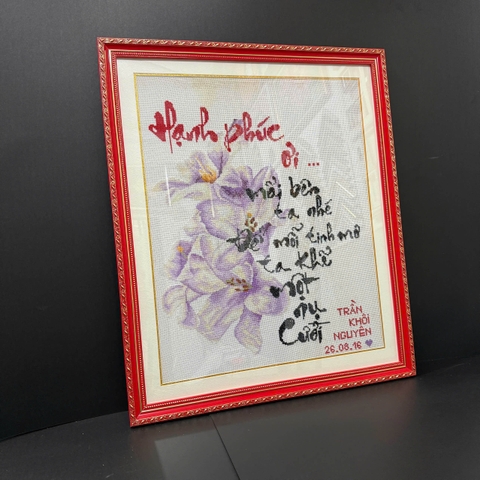 Hạnh phúc
ơi ...
mãi bên
ta nhé
Để mỗi tinh mơ
ta khẽ
một
nụ
Cười
TRẦN
KHÔI
NGUYÊN
26.08.16